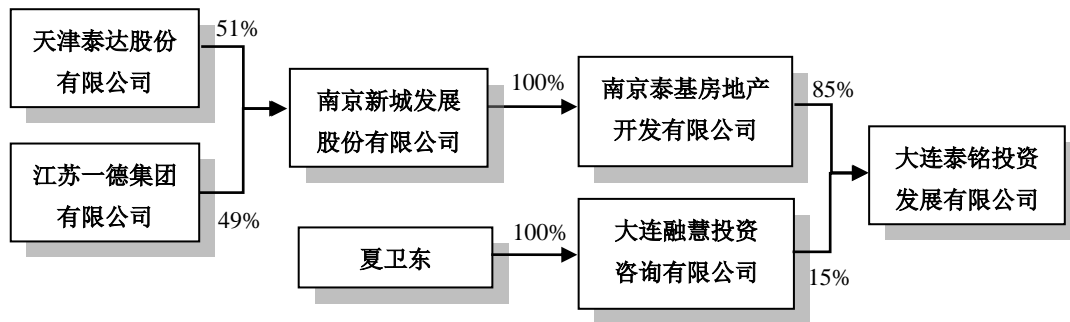 天津泰达股份
有限公司
51%
江苏一德集团
有限公司
49%
南京新城发展
股份有限公司
100%
南京泰基房地产
开发有限公司
85%
夏卫东
100%
大连融慧投资
咨询有限公司
15%
大连泰铭投资
发展有限公司